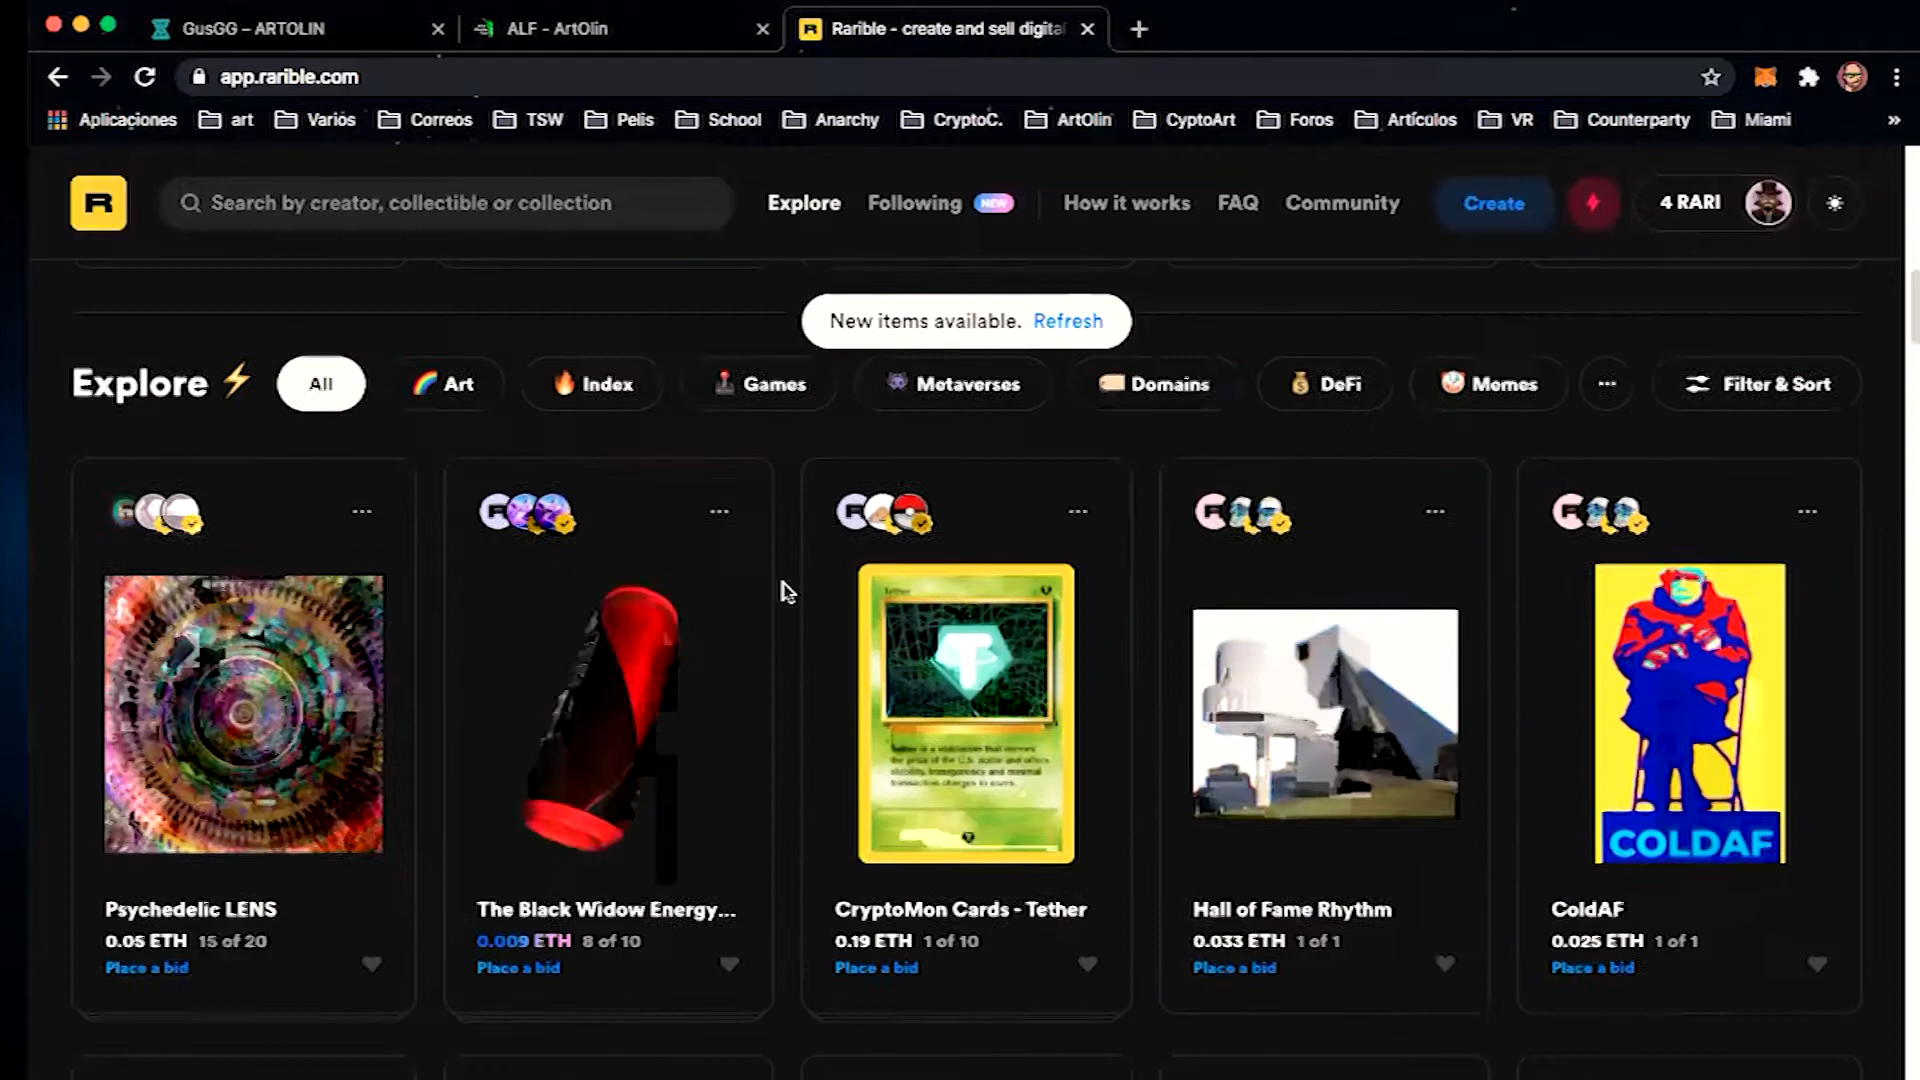 GusGG – ARTOLIN
ALF – ArtOlin
Rarible - create and sell digital
app.rarible.com
Aplicaciones
art
Varios
Correos
TSW
Pelis
School
Anarchy
CryptoC.
ArtOlin
CyptoArt
Foros
Artículos
VR
Counterparty
Miami
R
Search by creator, collectible or collection
Explore
Following NEW
How it works
FAQ
Community
Create
4 RARI
New items available. Refresh
Explore
All
Art
Index
Games
Metaverses
Domains
DeFi
Memes
Filter & Sort
Tether
COLDAF
Psychedelic LENS
0.05 ETH 15 of 20
Place a bid
The Black Widow Energy...
0.009 ETH 8 of 10
Place a bid
CryptoMon Cards - Tether
0.19 ETH 1 of 10
Place a bid
Hall of Fame Rhythm
0.033 ETH 1 of 1
Place a bid
ColdAF
0.025 ETH 1 of 1
Place a bid